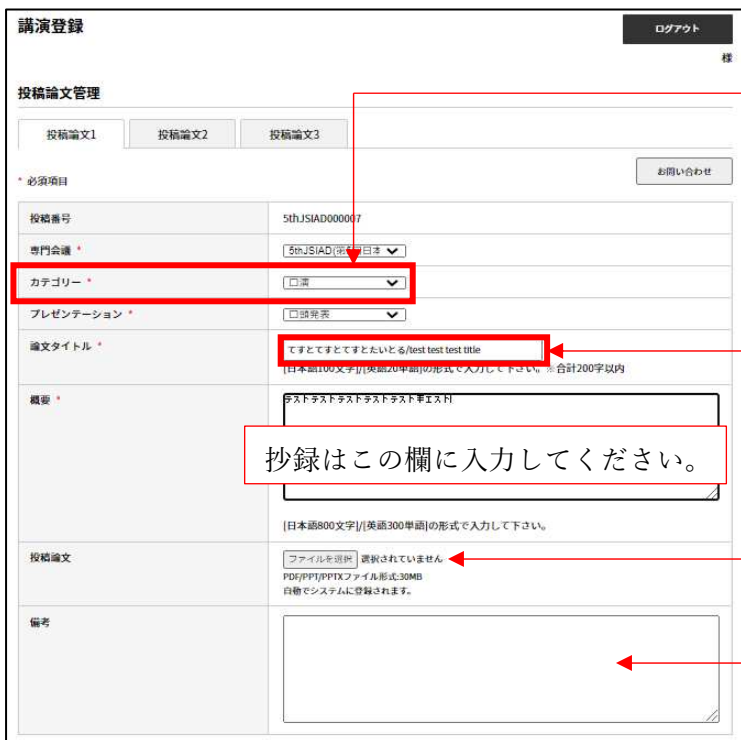 講演登録
ログアウト
様
投稿論文管理
投稿論文1 投稿論文2 投稿論文3
* 必須項目
お問い合わせ
投稿番号 5thJSIAD000007
専門会議 * 5thJSIAD(第5回日本
カテゴリー * 口演
プレゼンテーション * 口頭発表
論文タイトル * てすとてすとてすとたいとる/test test test title
[日本語100文字]/[英語20単語]の形式で入力して下さい。※合計200字以内
概要 * テストテストテストテストテスト
抄録はこの欄に入力してください。
[日本語800文字]/[英語300単語]の形式で入力して下さい。
投稿論文 ファイルを選択 選択されていません
PDF/PPT/PPTXファイル形式:30MB
自動でシステムに登録されます。
備考